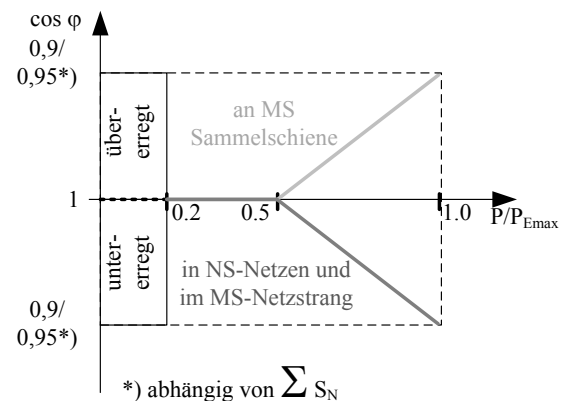 cos φ
0,9/
0,95*)
über-
erregt
an MS
Sammelschiene
1
0.2
0.5
1.0
P/P_Emax
unter-
erregt
in NS-Netzen und
im MS-Netzstrang
0,9/
0,95*)
*) abhängig von ∑ S_N